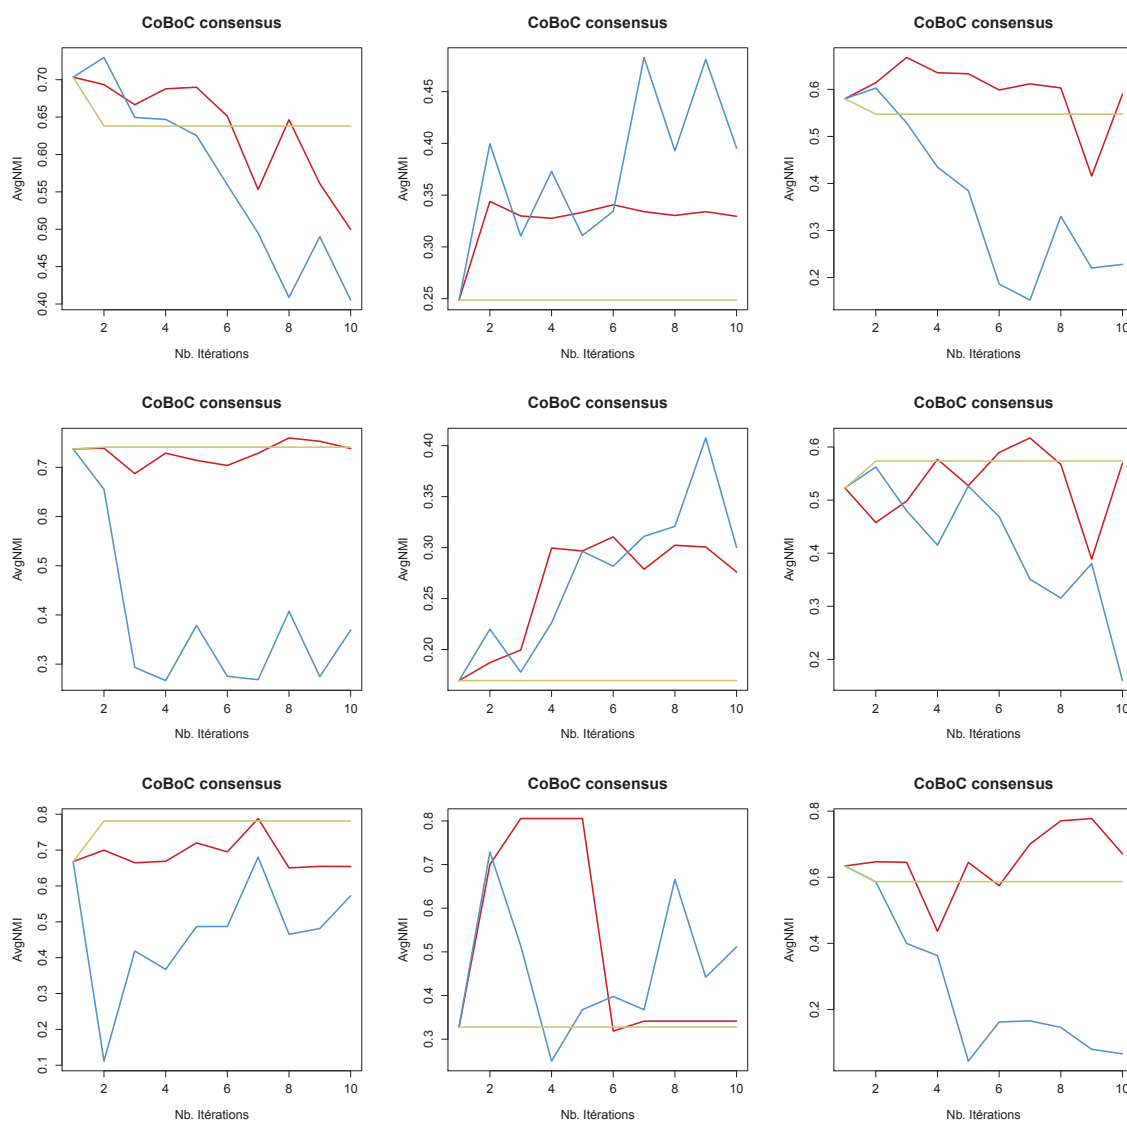 CoBoC consensus CoBoC consensus CoBoC consensus
AvgNMI 0.40 0.45 0.50 0.55 0.60 0.65 0.70
AvgNMI 0.25 0.30 0.35 0.40 0.45
AvgNMI 0.2 0.3 0.4 0.5 0.6
2 4 6 8 10 2 4 6 8 10 2 4 6 8 10
Nb. Itérations Nb. Itérations Nb. Itérations
CoBoC consensus CoBoC consensus CoBoC consensus
AvgNMI 0.3 0.4 0.5 0.6 0.7
AvgNMI 0.20 0.25 0.30 0.35 0.40
AvgNMI 0.2 0.3 0.4 0.5 0.6
2 4 6 8 10 2 4 6 8 10 2 4 6 8 10
Nb. Itérations Nb. Itérations Nb. Itérations
CoBoC consensus CoBoC consensus CoBoC consensus
AvgNMI 0.1 0.2 0.3 0.4 0.5 0.6 0.7 0.8
AvgNMI 0.3 0.4 0.5 0.6 0.7 0.8
AvgNMI 0.2 0.4 0.6 0.8
2 4 6 8 10 2 4 6 8 10 2 4 6 8 10
Nb. Itérations Nb. Itérations Nb. Itérations